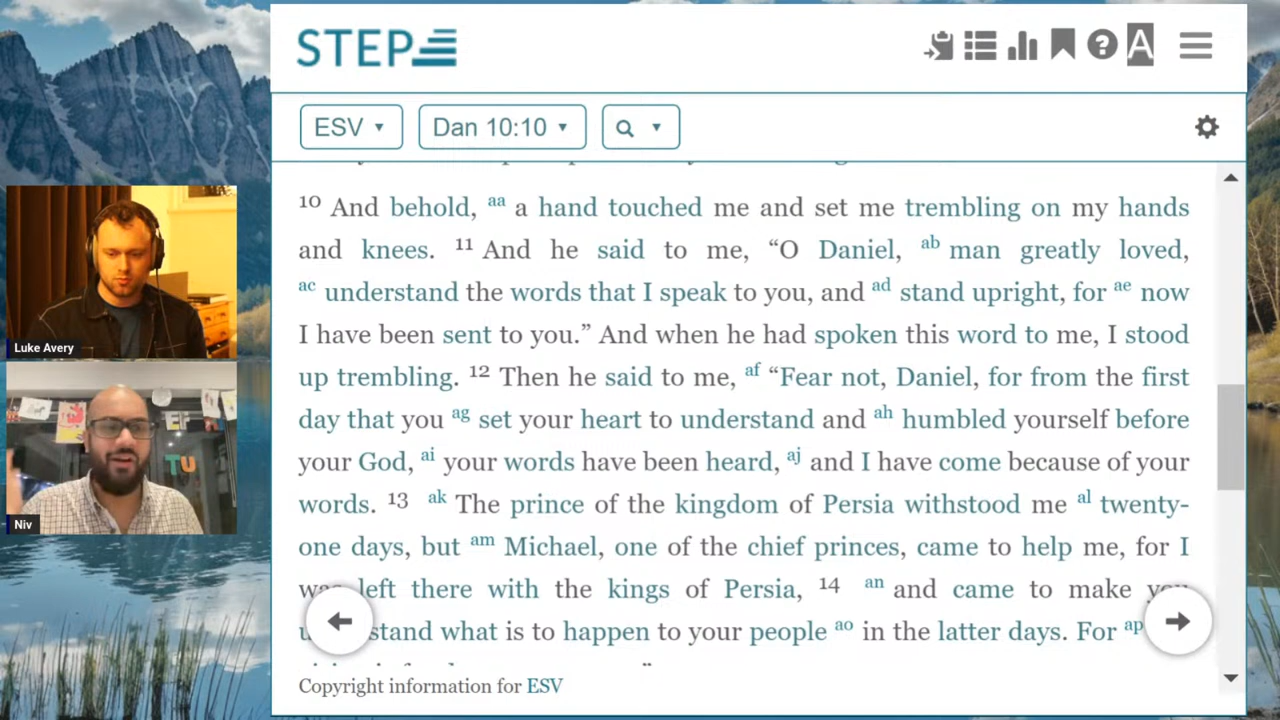 STEP
A
ESV
Dan 10:10
10 And behold, aa a hand touched me and set me trembling on my hands
and knees. 11 And he said to me, “O Daniel, ab man greatly loved,
ac understand the words that I speak to you, and ad stand upright, for ae now
I have been sent to you.” And when he had spoken this word to me, I stood
up trembling. 12 Then he said to me, af “Fear not, Daniel, for from the first
day that you ag set your heart to understand and ah humbled yourself before
your God, ai your words have been heard, aj and I have come because of your
words. 13 ak The prince of the kingdom of Persia withstood me al twenty-
one days, but am Michael, one of the chief princes, came to help me, for I
left there with the kings of Persia, 14 an and came to make
what is to happen to your people ao in the latter days. For ap
Copyright information for ESV
Luke Avery
Niv
EF
TU